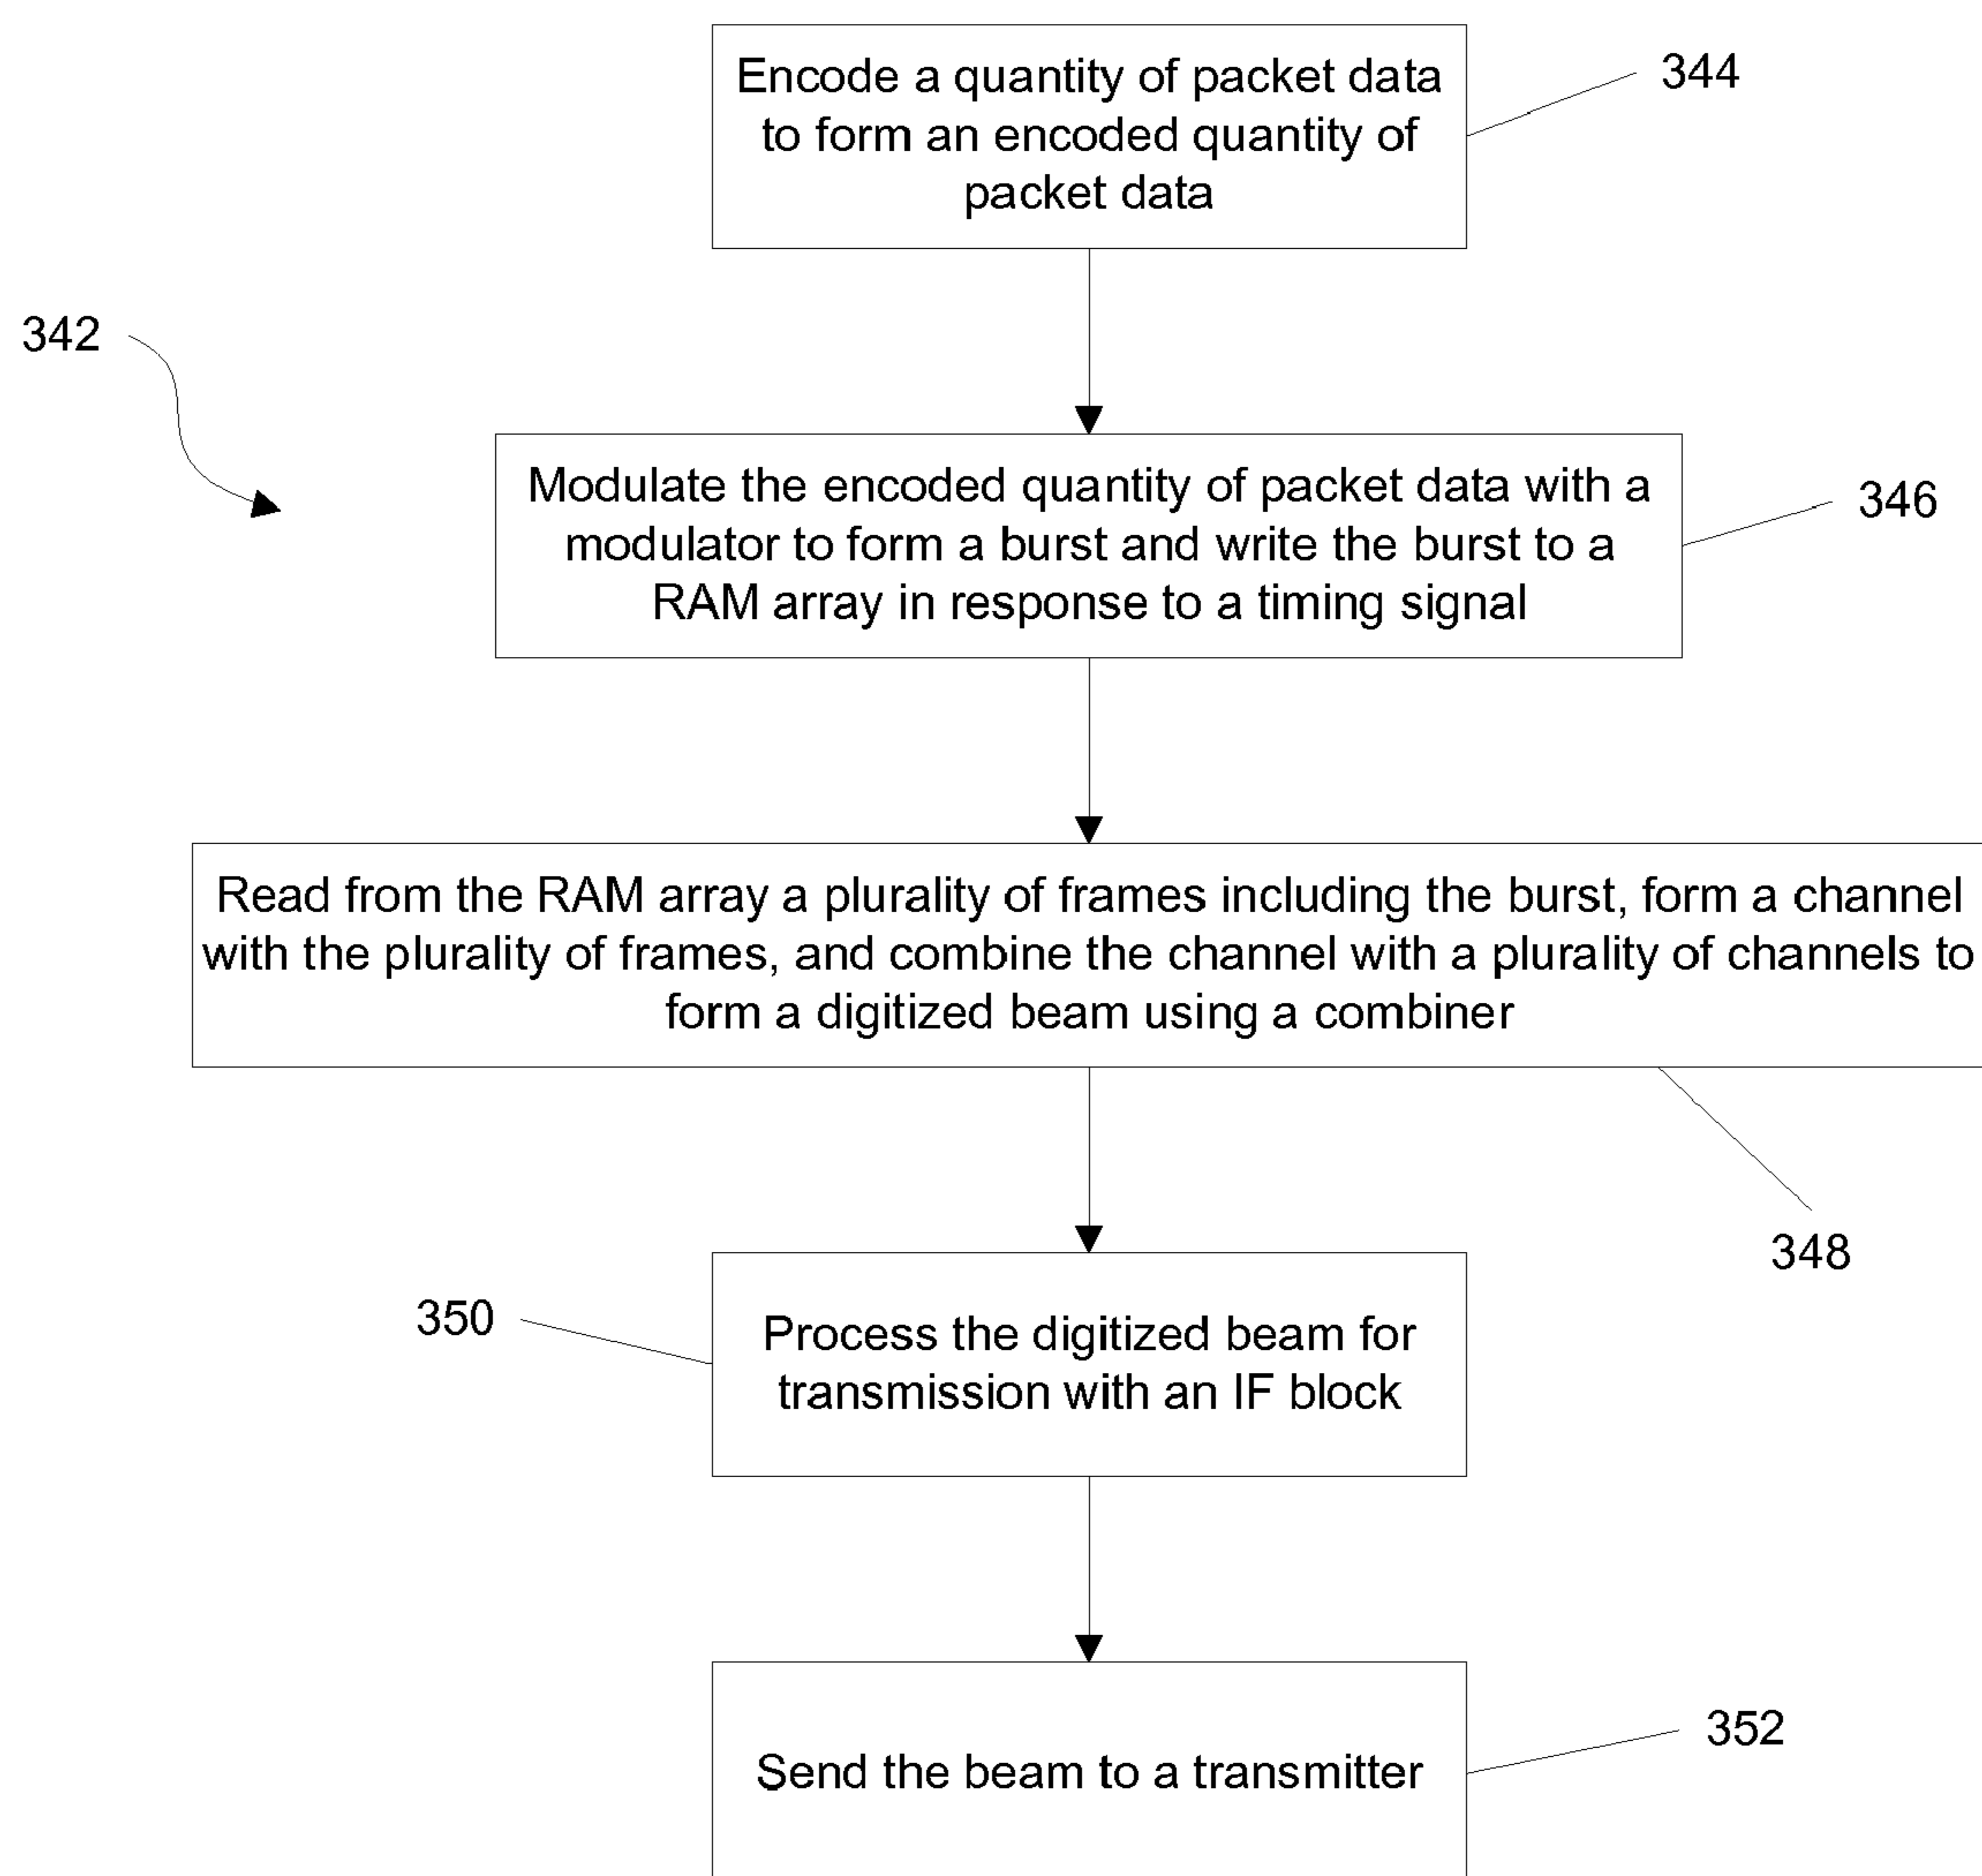 Encode a quantity of packet data
to form an encoded quantity of
packet data
344
342
Modulate the encoded quantity of packet data with a
modulator to form a burst and write the burst to a
RAM array in response to a timing signal
346
Read from the RAM array a plurality of frames including the burst, form a channel
with the plurality of frames, and combine the channel with a plurality of channels to
form a digitized beam using a combiner
348
350
Process the digitized beam for
transmission with an IF block
Send the beam to a transmitter
352